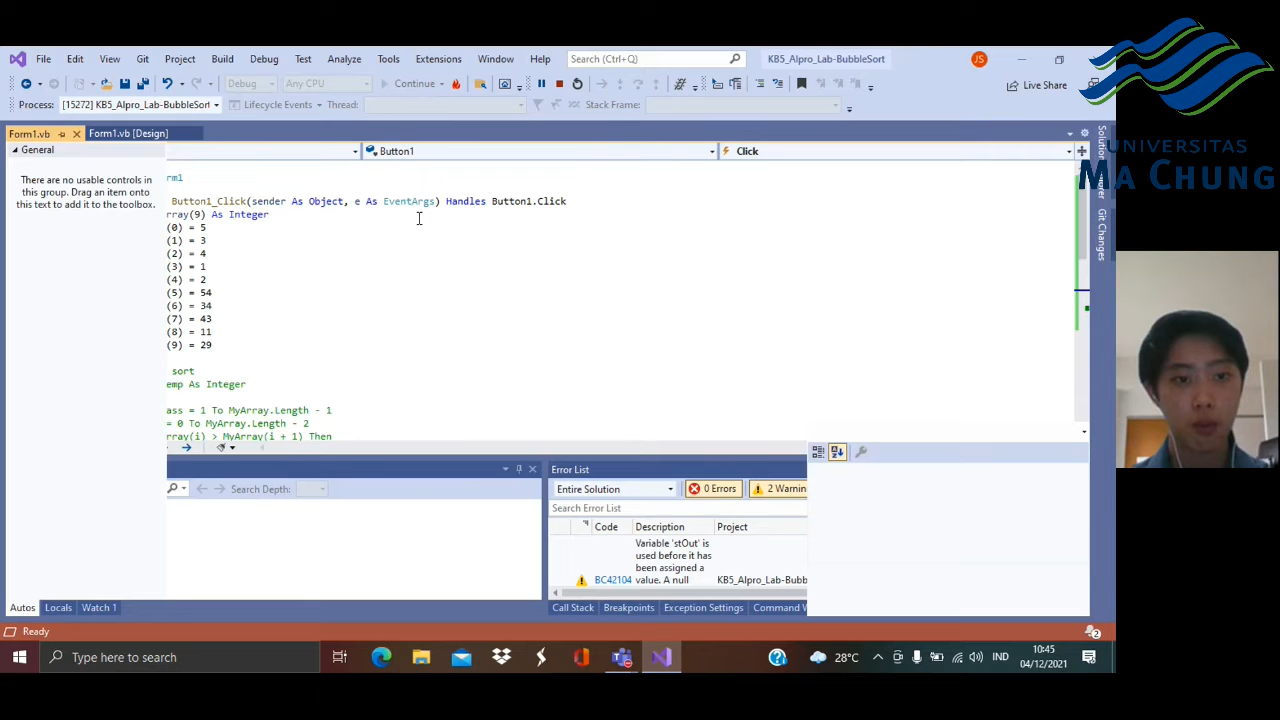 File Edit View Git Project Build Debug Test Analyze Tools Extensions Window Help Search (Ctrl+Q) KB5_Alpro_Lab-BubbleSort JS
Debug Any CPU Continue Live Share
Process: [15272] KB5_Alpro_Lab-BubbleSort Lifecycle Events Thread: Stack Frame:
UNIVERSITAS
MA CHUNG
Form1.vb Form1.vb [Design]
General
There are no usable controls in
this group. Drag an item onto
this text to add it to the toolbox.
Button1 Click
rm1
Button1_Click(sender As Object, e As EventArgs) Handles Button1.Click
rray(9) As Integer
(0) = 5
(1) = 3
(2) = 4
(3) = 1
(4) = 2
(5) = 54
(6) = 34
(7) = 43
(8) = 11
(9) = 29
sort
emp As Integer
ass = 1 To MyArray.Length - 1
= 0 To MyArray.Length - 2
rray(i) > MyArray(i + 1) Then
Git Changes
Search Depth:
Error List
Entire Solution 0 Errors 2 Warnin
Search Error List
Code Description Project
Variable 'stOut' is
used before it has
been assigned a
value. A null
BC42104 KB5_Alpro_Lab-Bubb
Autos Locals Watch 1
Call Stack Breakpoints Exception Settings Command W
Ready
2
Type here to search
28°C IND
10:45
04/12/2021